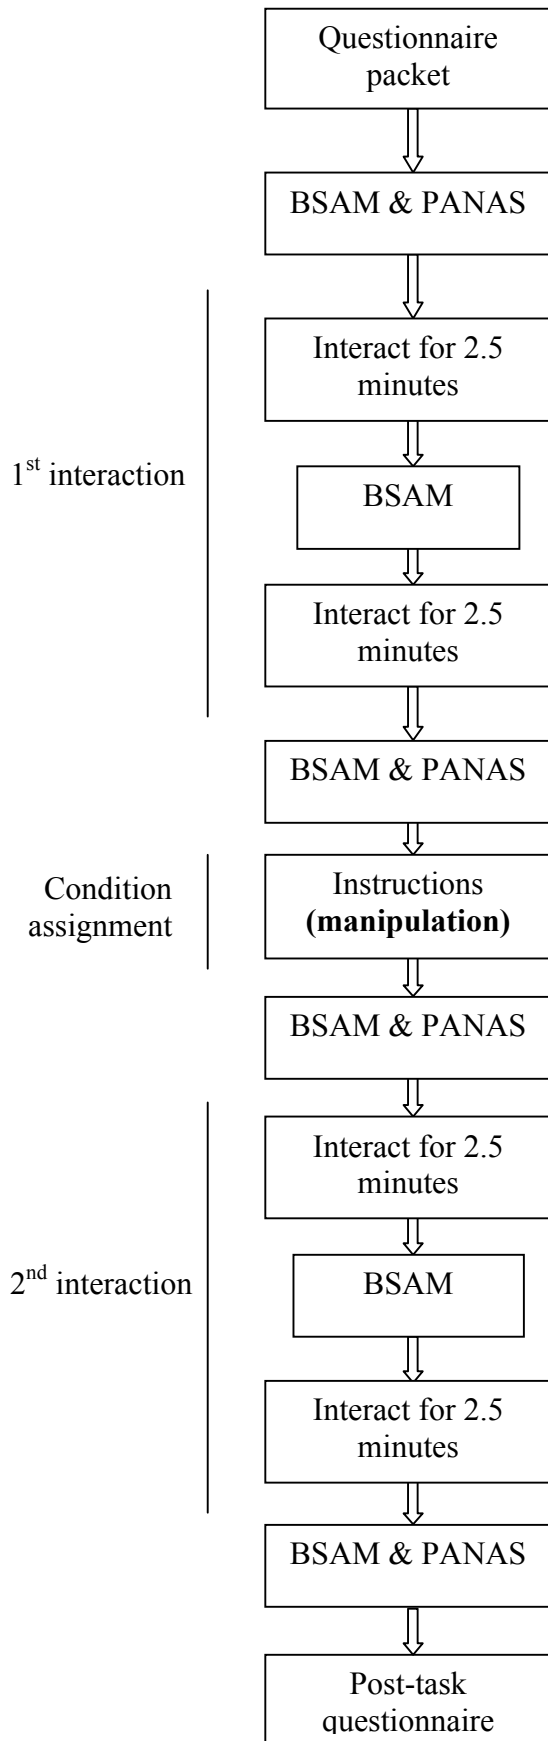 Questionnaire
packet
BSAM & PANAS
Interact for 2.5
minutes
1st interaction
BSAM
Interact for 2.5
minutes
BSAM & PANAS
Condition
assignment
Instructions
(manipulation)
BSAM & PANAS
Interact for 2.5
minutes
2nd interaction
BSAM
Interact for 2.5
minutes
BSAM & PANAS
Post-task
questionnaire